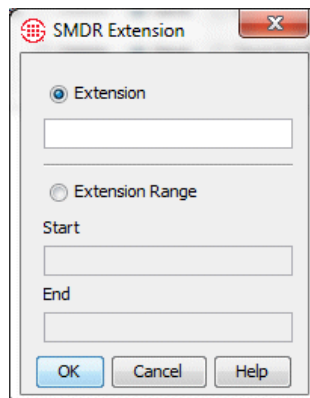 SMDR Extension
Extension
Extension Range
Start
End
OK Cancel Help